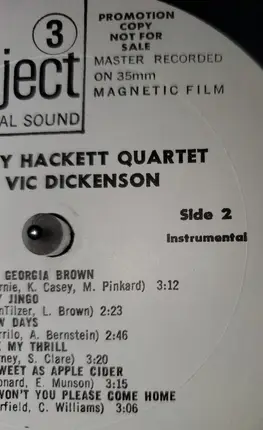 3
ject
AL SOUND
PROMOTION
COPY
NOT FOR
SALE
MASTER RECORDED
ON 35mm
MAGNETIC FILM
Y HACKETT QUARTET
VIC DICKENSON
Side 2
Instrumental
GEORGIA BROWN
rnie, K. Casey, M. Pinkard) 3:12
Y JINGO
nTilzer, L. Brown) 2:23
W DAYS
rrilo, A. Bernstein) 2:46
E MY THRILL
ney, S. Clare) 3:20
WEET AS APPLE CIDER
onard, E. Munson) 3:15
WON'T YOU PLEASE COME HOME
rfield, C. Williams) 3:06